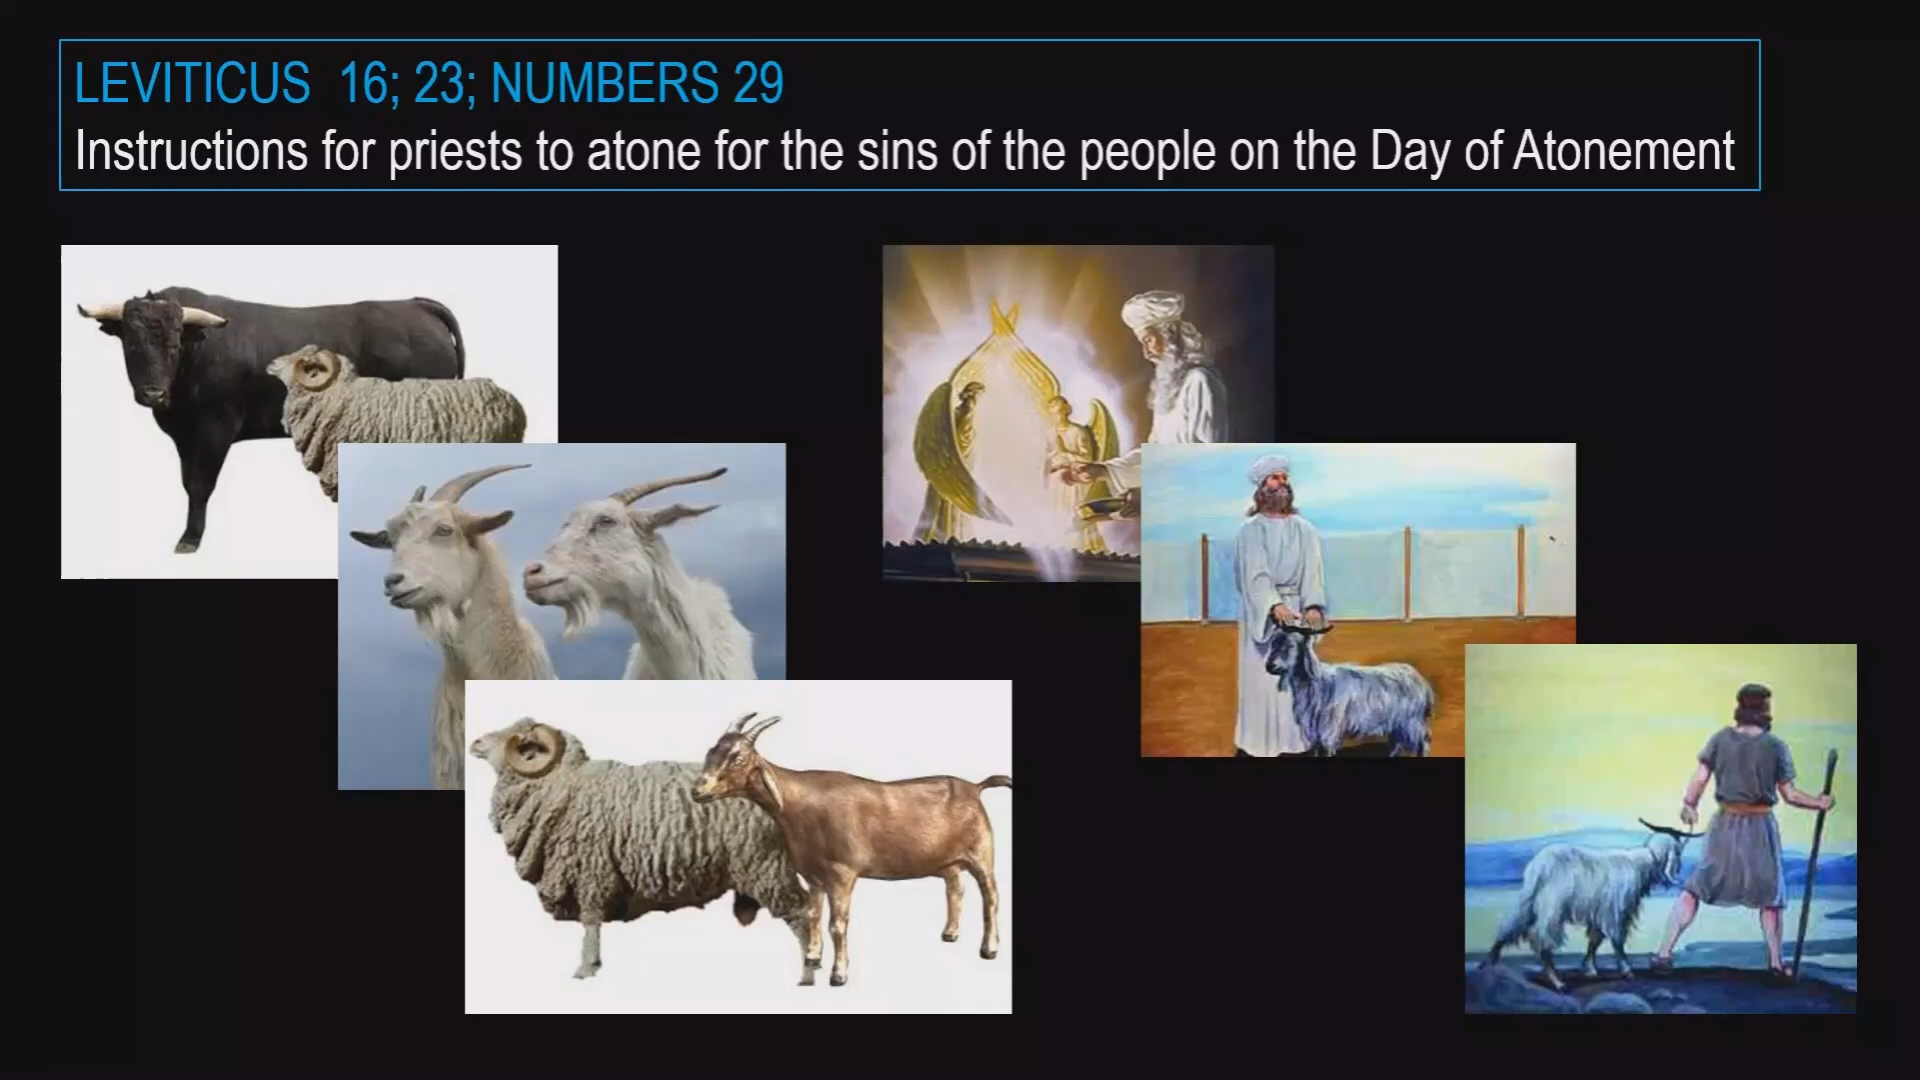 LEVITICUS 16; 23; NUMBERS 29
Instructions for priests to atone for the sins of the people on the Day of Atonement